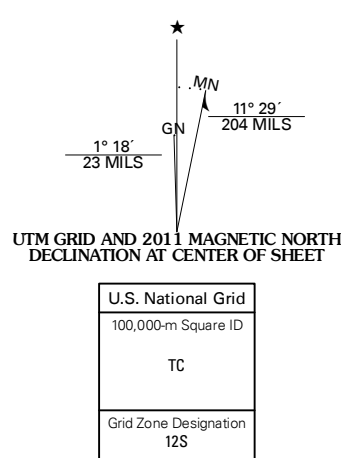 ★
MN
GN
11° 29´
204 MILS
1° 18´
23 MILS
UTM GRID AND 2011 MAGNETIC NORTH
DECLINATION AT CENTER OF SHEET
U.S. National Grid
100,000-m Square ID
TC
Grid Zone Designation
12S